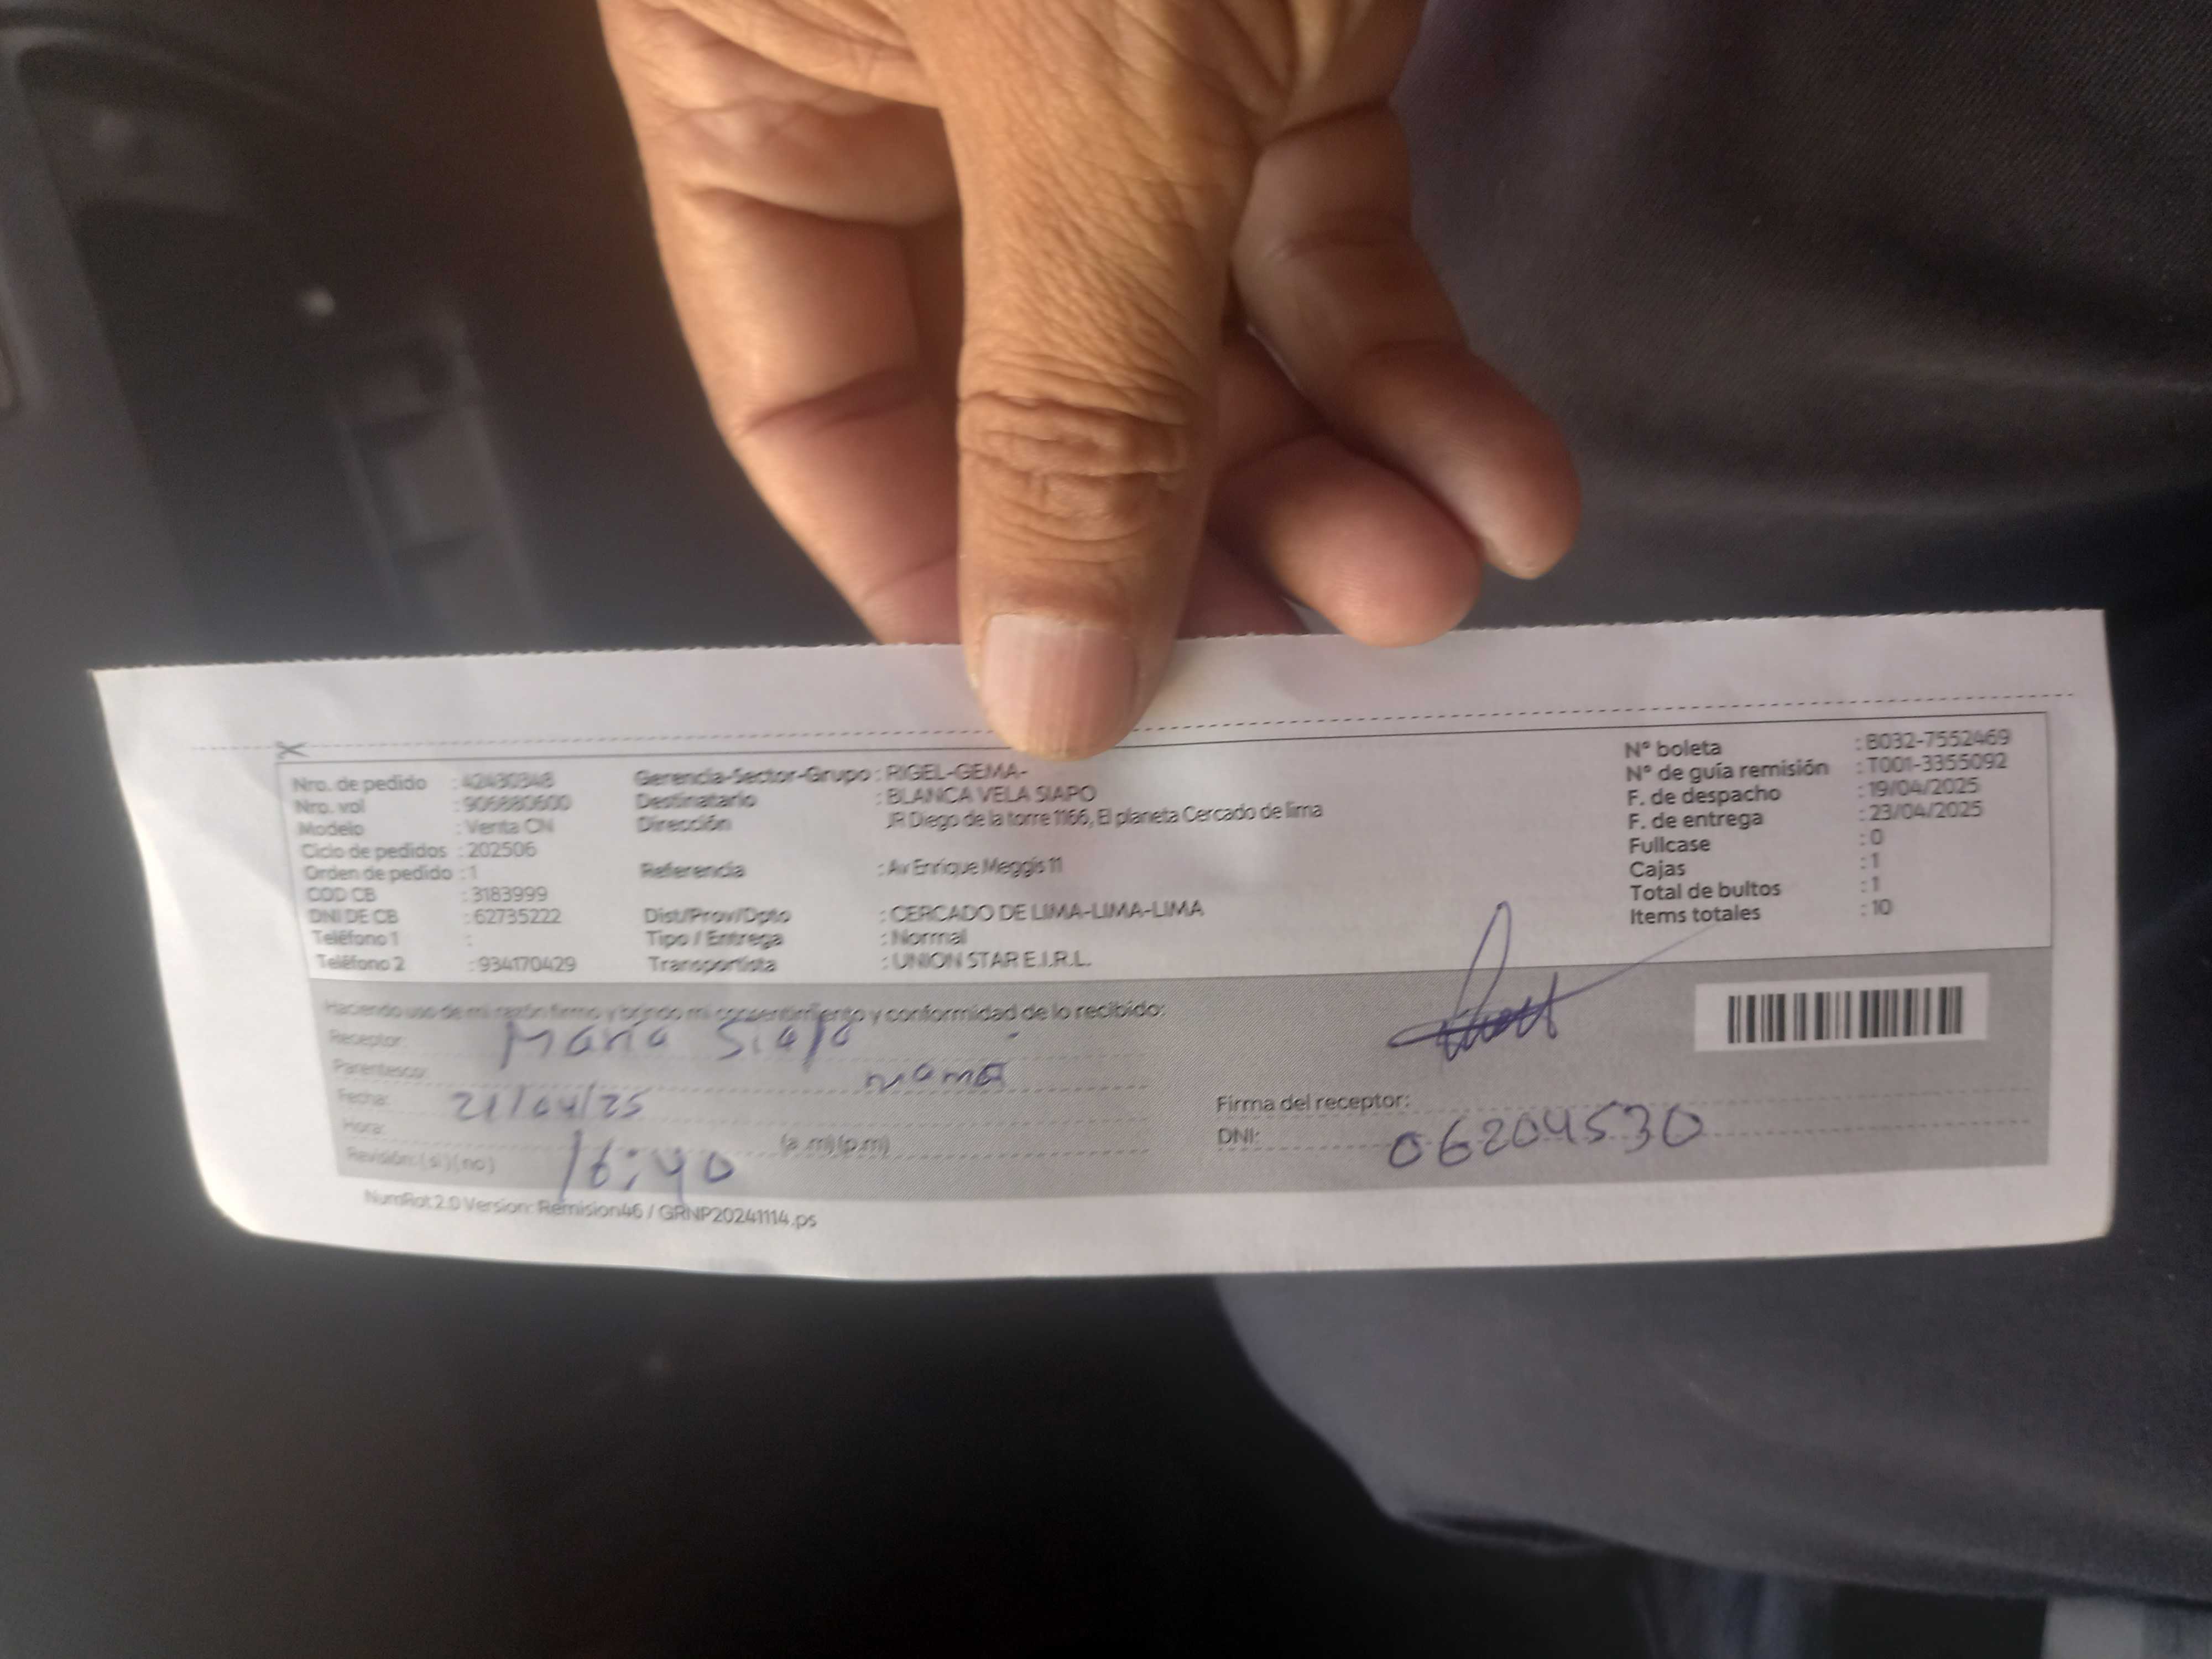 Nro. de pedido : 42430348
Nro. vol : 906880600
Modelo : Venta CN
Ciclo de pedidos : 202506
Orden de pedido : 1
COD CB : 3183999
DNI DE CB : 62735222
Teléfono 1 :
Teléfono 2 : 934170429
Gerencia-Sector-Grupo : RIGEL-GEMA-
Destinatario : BLANCA VELA SIAPO
Dirección JR Diego de la torre 1166, El planeta Cercado de lima
Referencia : Av Enrique Meggis 11
Dist/Prov/Dpto : CERCADO DE LIMA-LIMA-LIMA
Tipo / Entrega : Normal
Transportista : UNION STAR E.I.R.L.
N° boleta : B032-7552469
N° de guía remisión : T001-3355092
F. de despacho : 19/04/2025
F. de entrega : 23/04/2025
Fullcase : 0
Cajas : 1
Total de bultos : 1
Items totales : 10
Haciendo uso de mi razón firmo y brindo mi consentimiento y conformidad de lo recibido:
Receptor: María Siapo
Parentesco: mamá
Fecha: 21/04/25
Hora: 16:40 (a.m) (p.m)
Revisión: ( si ) ( no )
Firma del receptor:
DNI: 06204530
NumRot 2.0 Version: Remision46 / GRNP20241114.ps